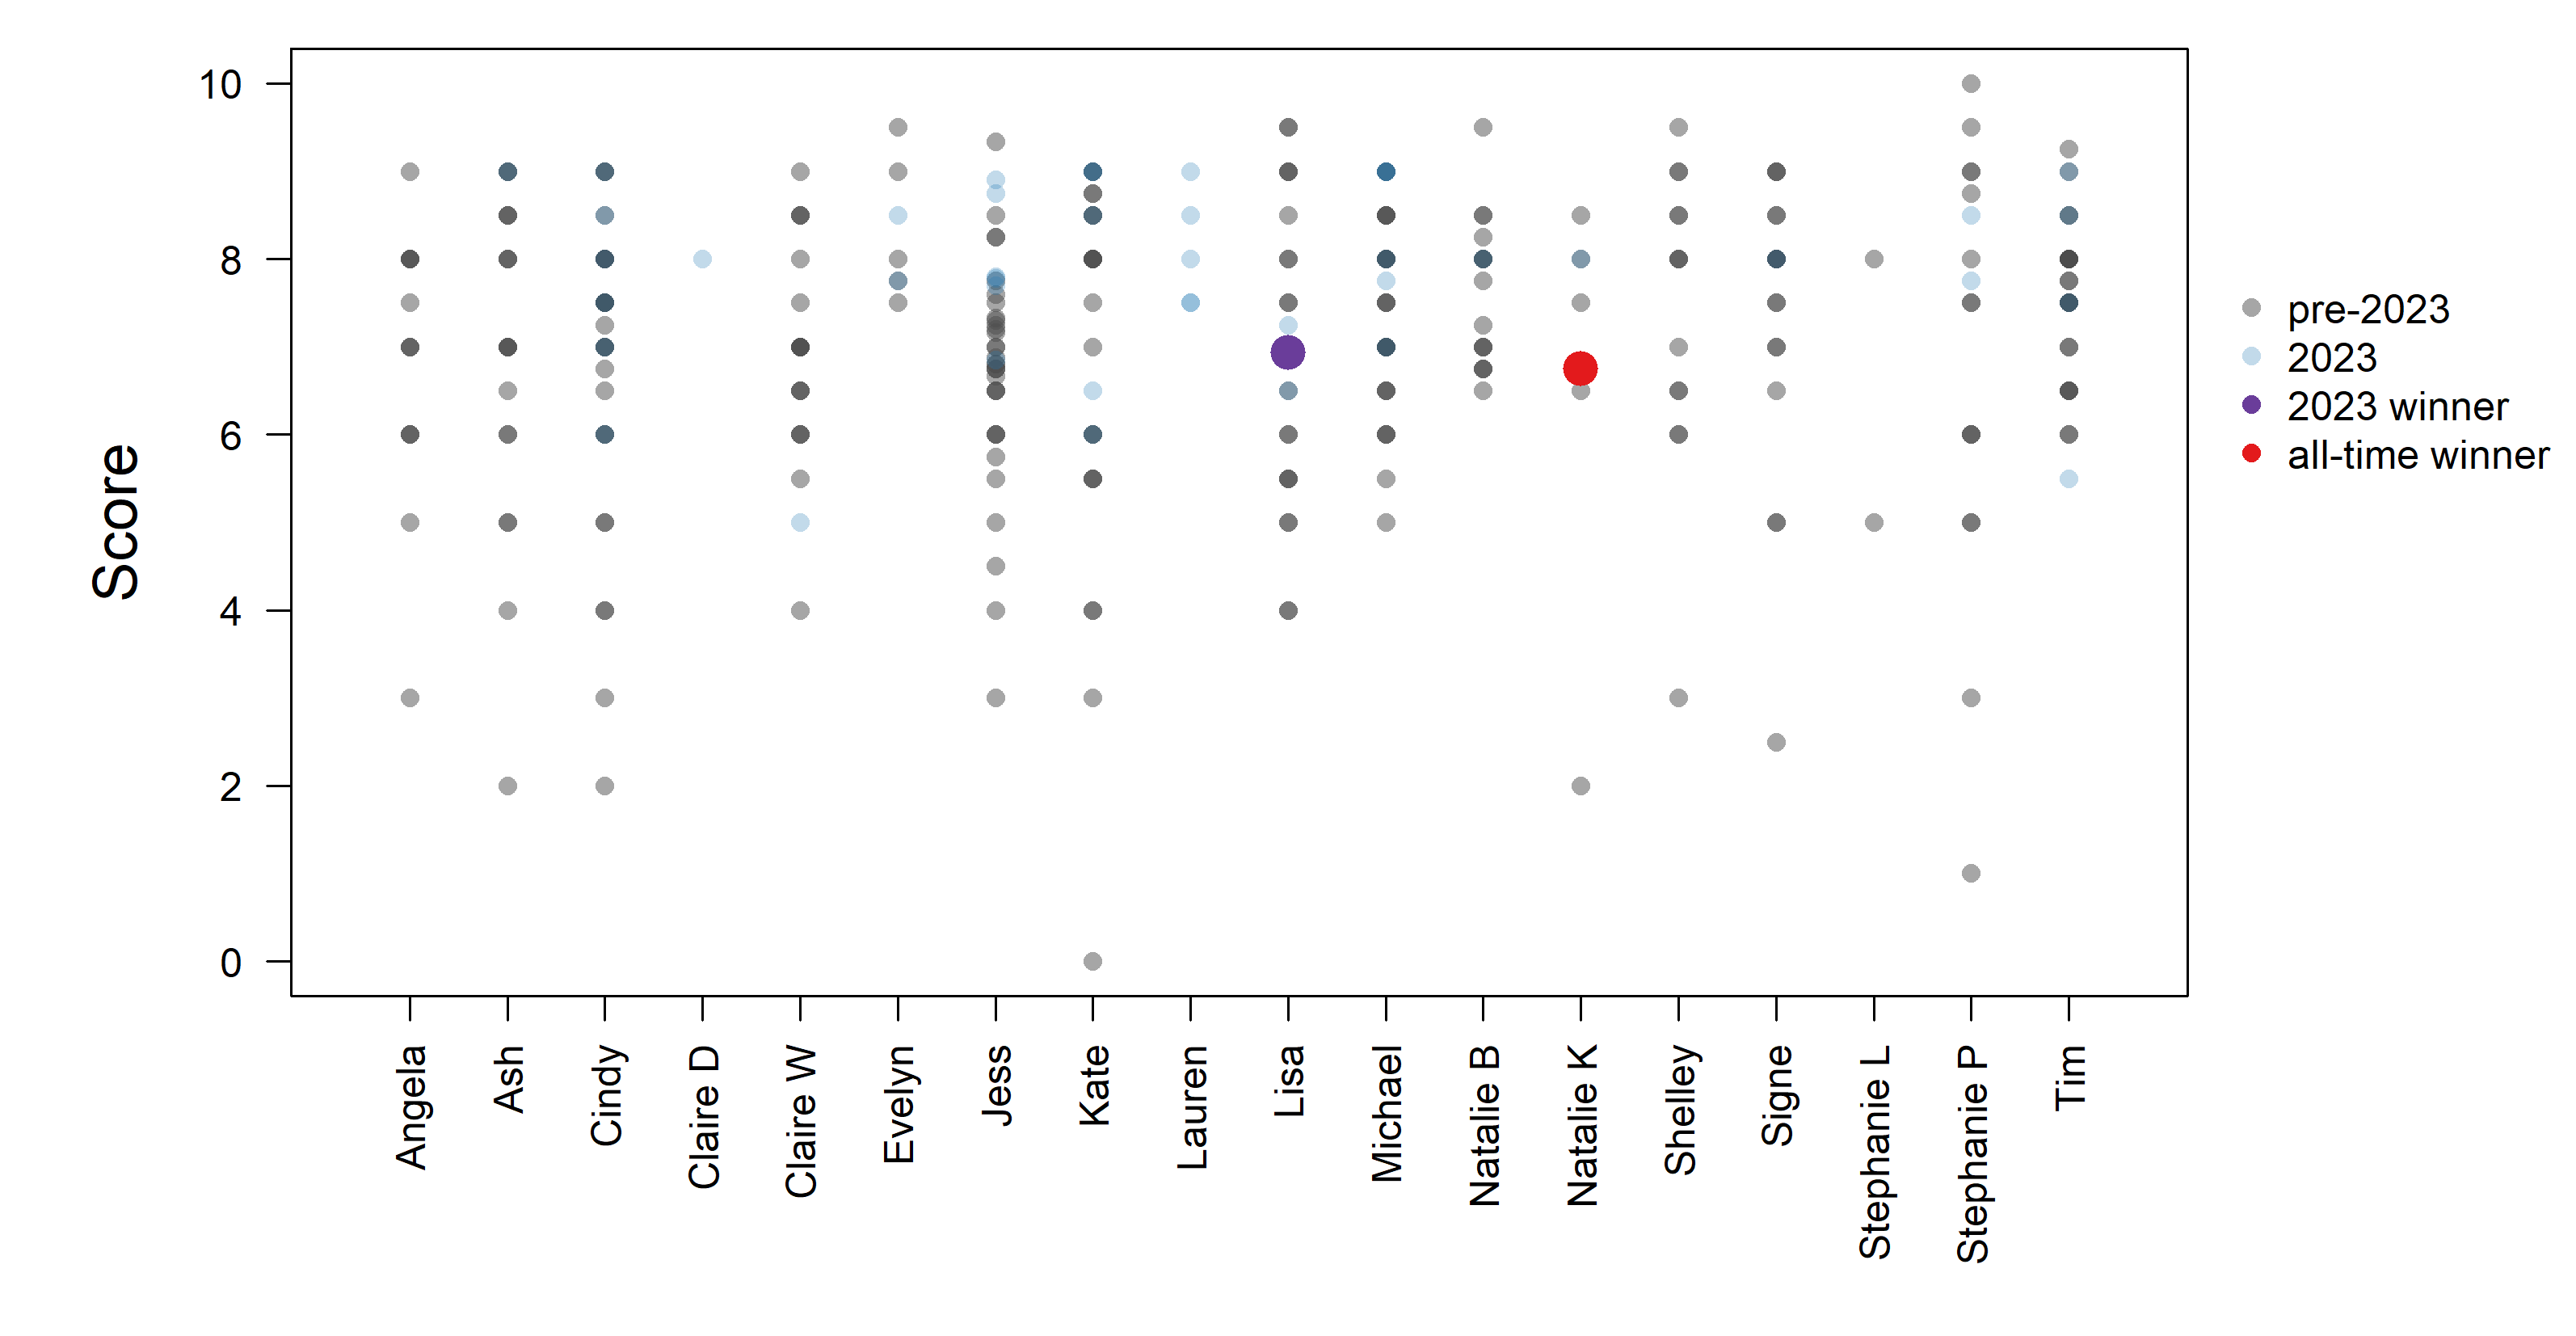 Score
10
8
6
4
2
0
Angela
Ash
Cindy
Claire D
Claire W
Evelyn
Jess
Kate
Lauren
Lisa
Michael
Natalie B
Natalie K
Shelley
Signe
Stephanie L
Stephanie P
Tim
pre-2023
2023
2023 winner
all-time winner